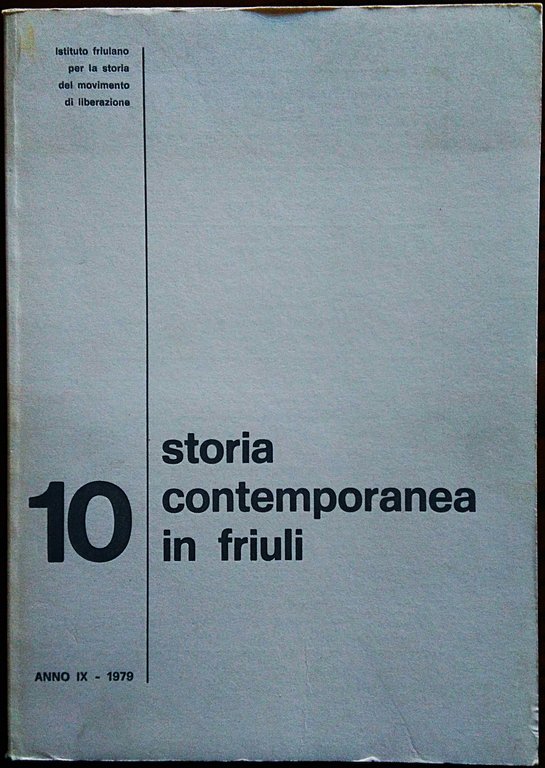 Istituto friulano
per la storia
del movimento
di liberazione
storia
contemporanea
in friuli
10
ANNO IX - 1979